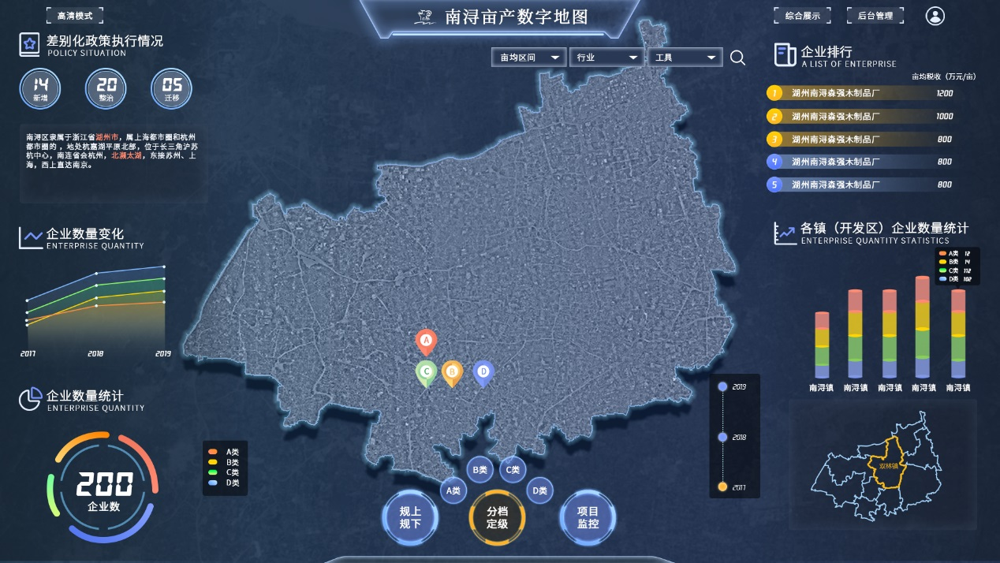 高清模式
南浔亩产数字地图
综合展示
后台管理
差别化政策执行情况
POLICY SITUATION
14
新增
20
整治
05
迁移
南浔区隶属于浙江省湖州市，属上海都市圈和杭州
都市圈的，地处杭嘉湖平原北部，位于长三角沪苏
杭中心，南连省会杭州，北濒太湖，东接苏州、上
海，西上直达南京。
企业数量变化
ENTERPRISE QUANTITY
2017
2018
2019
企业数量统计
ENTERPRISE QUANTITY
200
企业数
A类
B类
C类
D类
亩均区间
行业
工具
A
C
B
D
A类
B类
C类
D类
规上
规下
分档
定级
项目
监控
2019
2018
2017
企业排行
A LIST OF ENTERPRISE
亩均税收（万元/亩）
1 湖州南浔森强木制品厂 1200
2 湖州南浔森强木制品厂 1000
3 湖州南浔森强木制品厂 800
4 湖州南浔森强木制品厂 800
5 湖州南浔森强木制品厂 800
各镇（开发区）企业数量统计
ENTERPRISE QUANTITY STATISTICS
A类 12
B类 14
C类 112
D类 102
南浔镇
南浔镇
南浔镇
南浔镇
南浔镇
双林镇